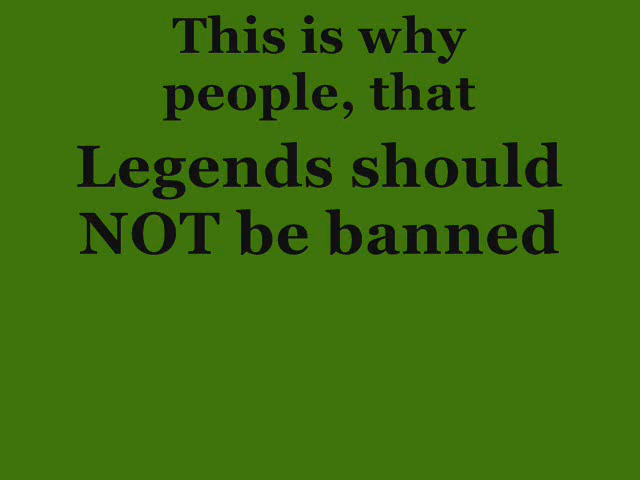 This is why
people, that
Legends should
NOT be banned